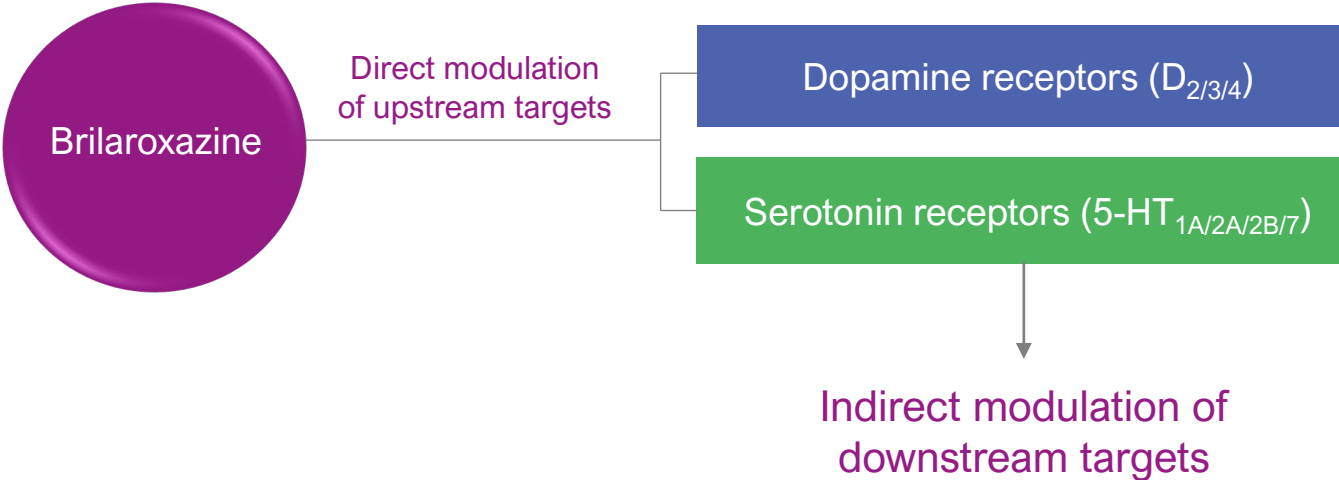 Brilaroxazine
Direct modulation
of upstream targets
Dopamine receptors (D2/3/4)
Serotonin receptors (5-HT1A/2A/2B/7)
Indirect modulation of
downstream targets